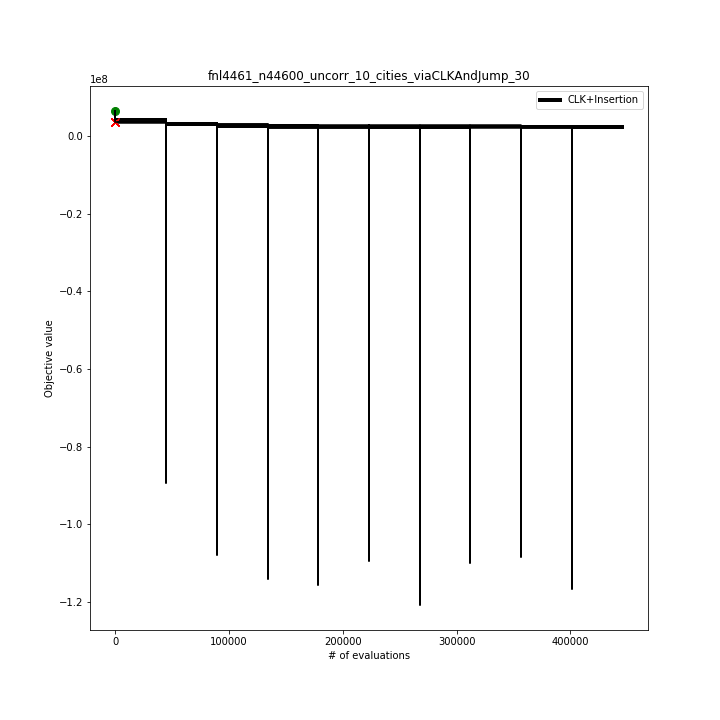 fnl4461_n44600_uncorr_10_cities_viaCLKAndJump_30
1e8
CLK+Insertion
0.0
−0.2
−0.4
−0.6
−0.8
−1.0
−1.2
Objective value
0
100000
200000
300000
400000
# of evaluations